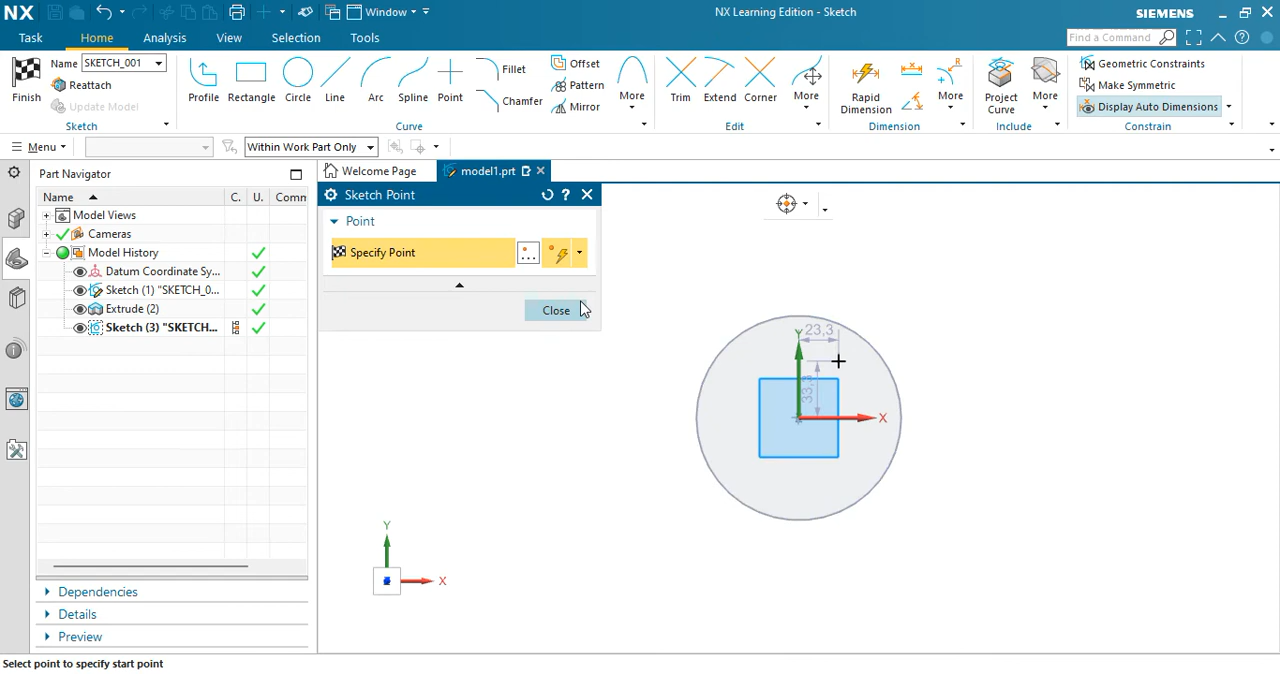 NX
Window
NX Learning Edition - Sketch
SIEMENS
Task
Home
Analysis
View
Selection
Tools
Find a Command
Finish
Name
SKETCH_001
Reattach
Update Model
Sketch
Profile
Rectangle
Circle
Line
Arc
Spline
Point
Fillet
Chamfer
Offset
Pattern
Mirror
More
Curve
Trim
Extend
Corner
More
Edit
Rapid
Dimension
More
Dimension
Project
Curve
More
Include
Geometric Constraints
Make Symmetric
Display Auto Dimensions
Constrain
Menu
Within Work Part Only
Part Navigator
Name
C.
U.
Comm
Model Views
Cameras
Model History
Datum Coordinate Sy...
Sketch (1) "SKETCH_0...
Extrude (2)
Sketch (3) "SKETCH...
Dependencies
Details
Preview
Welcome Page
model1.prt
Sketch Point
Point
Specify Point
Close
23,3
33,3
Y
X
Y
X
Select point to specify start point